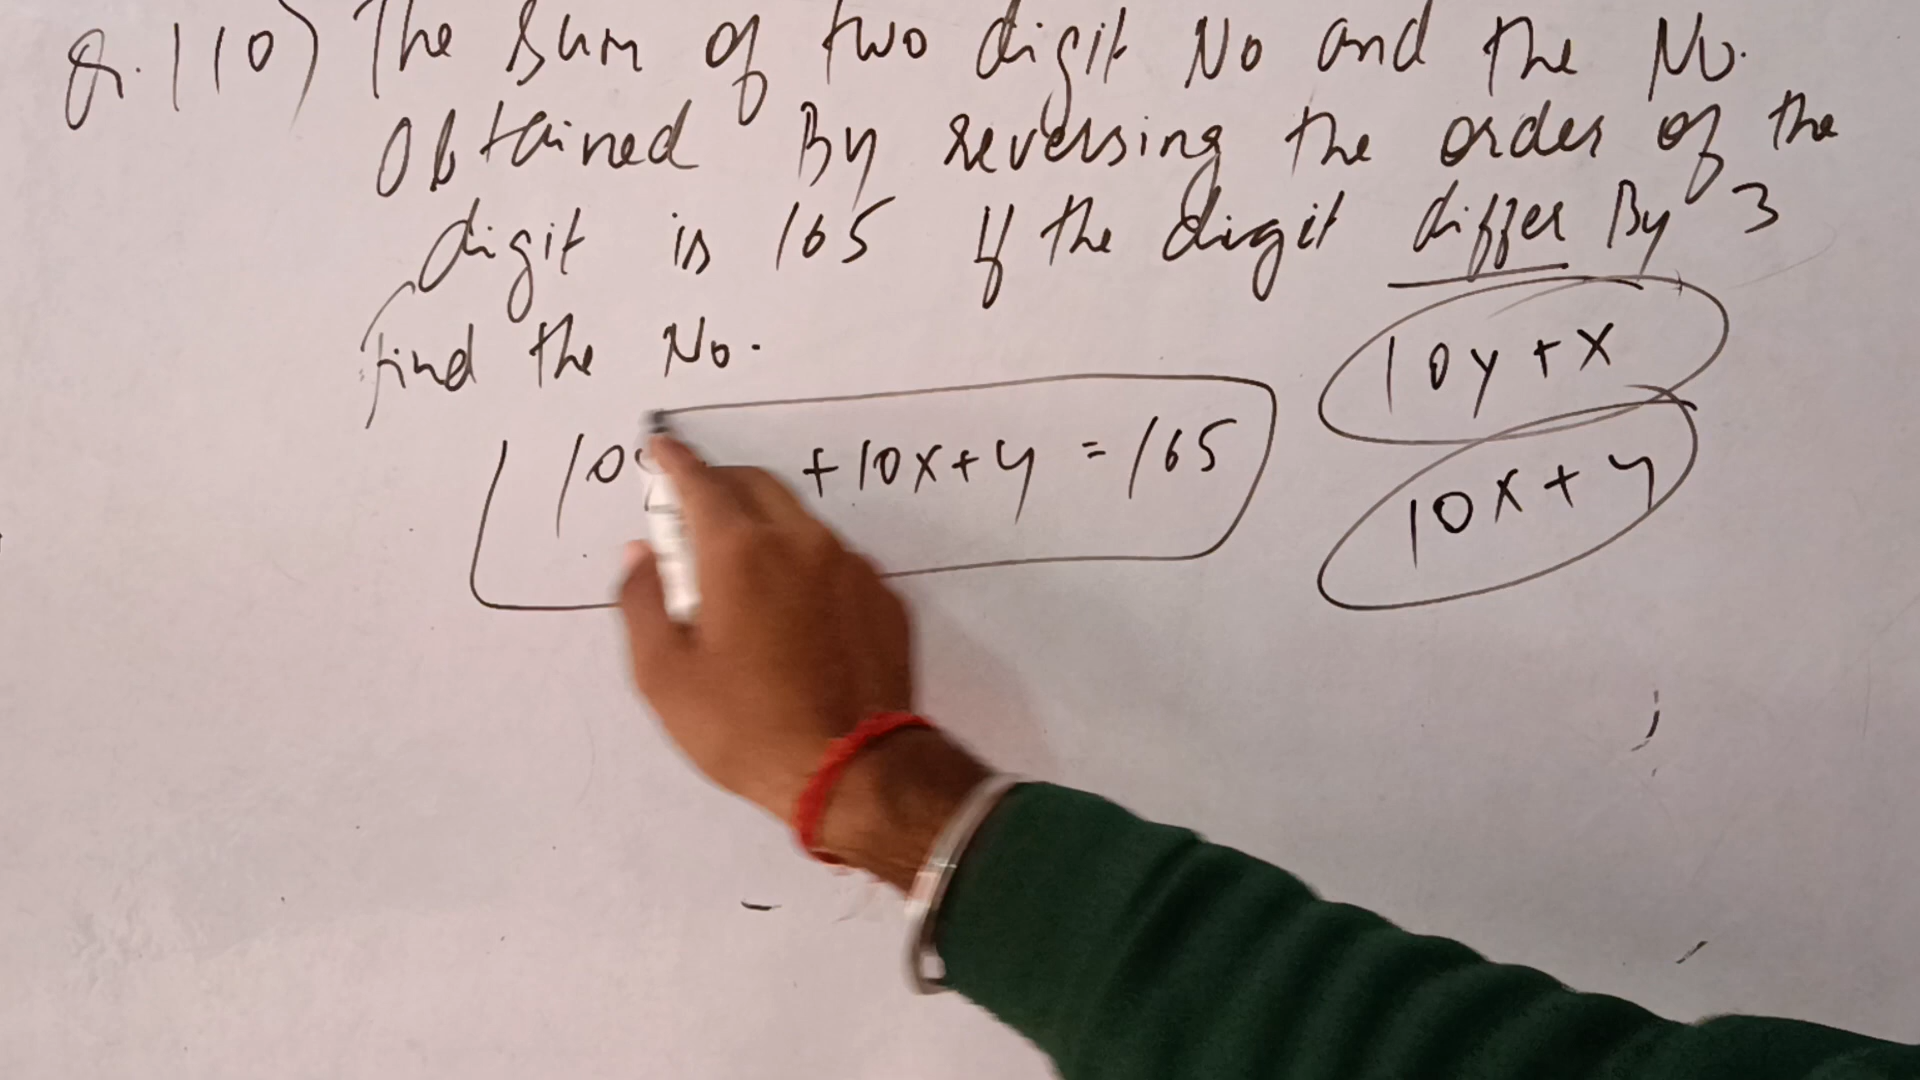 Q.110) The Sum of two digit No and the No.
Obtained By reversing the order of the
digit is 165 If the digit differ By 3
find the No.
10y+x
10 +10x+y = 165
10x+y